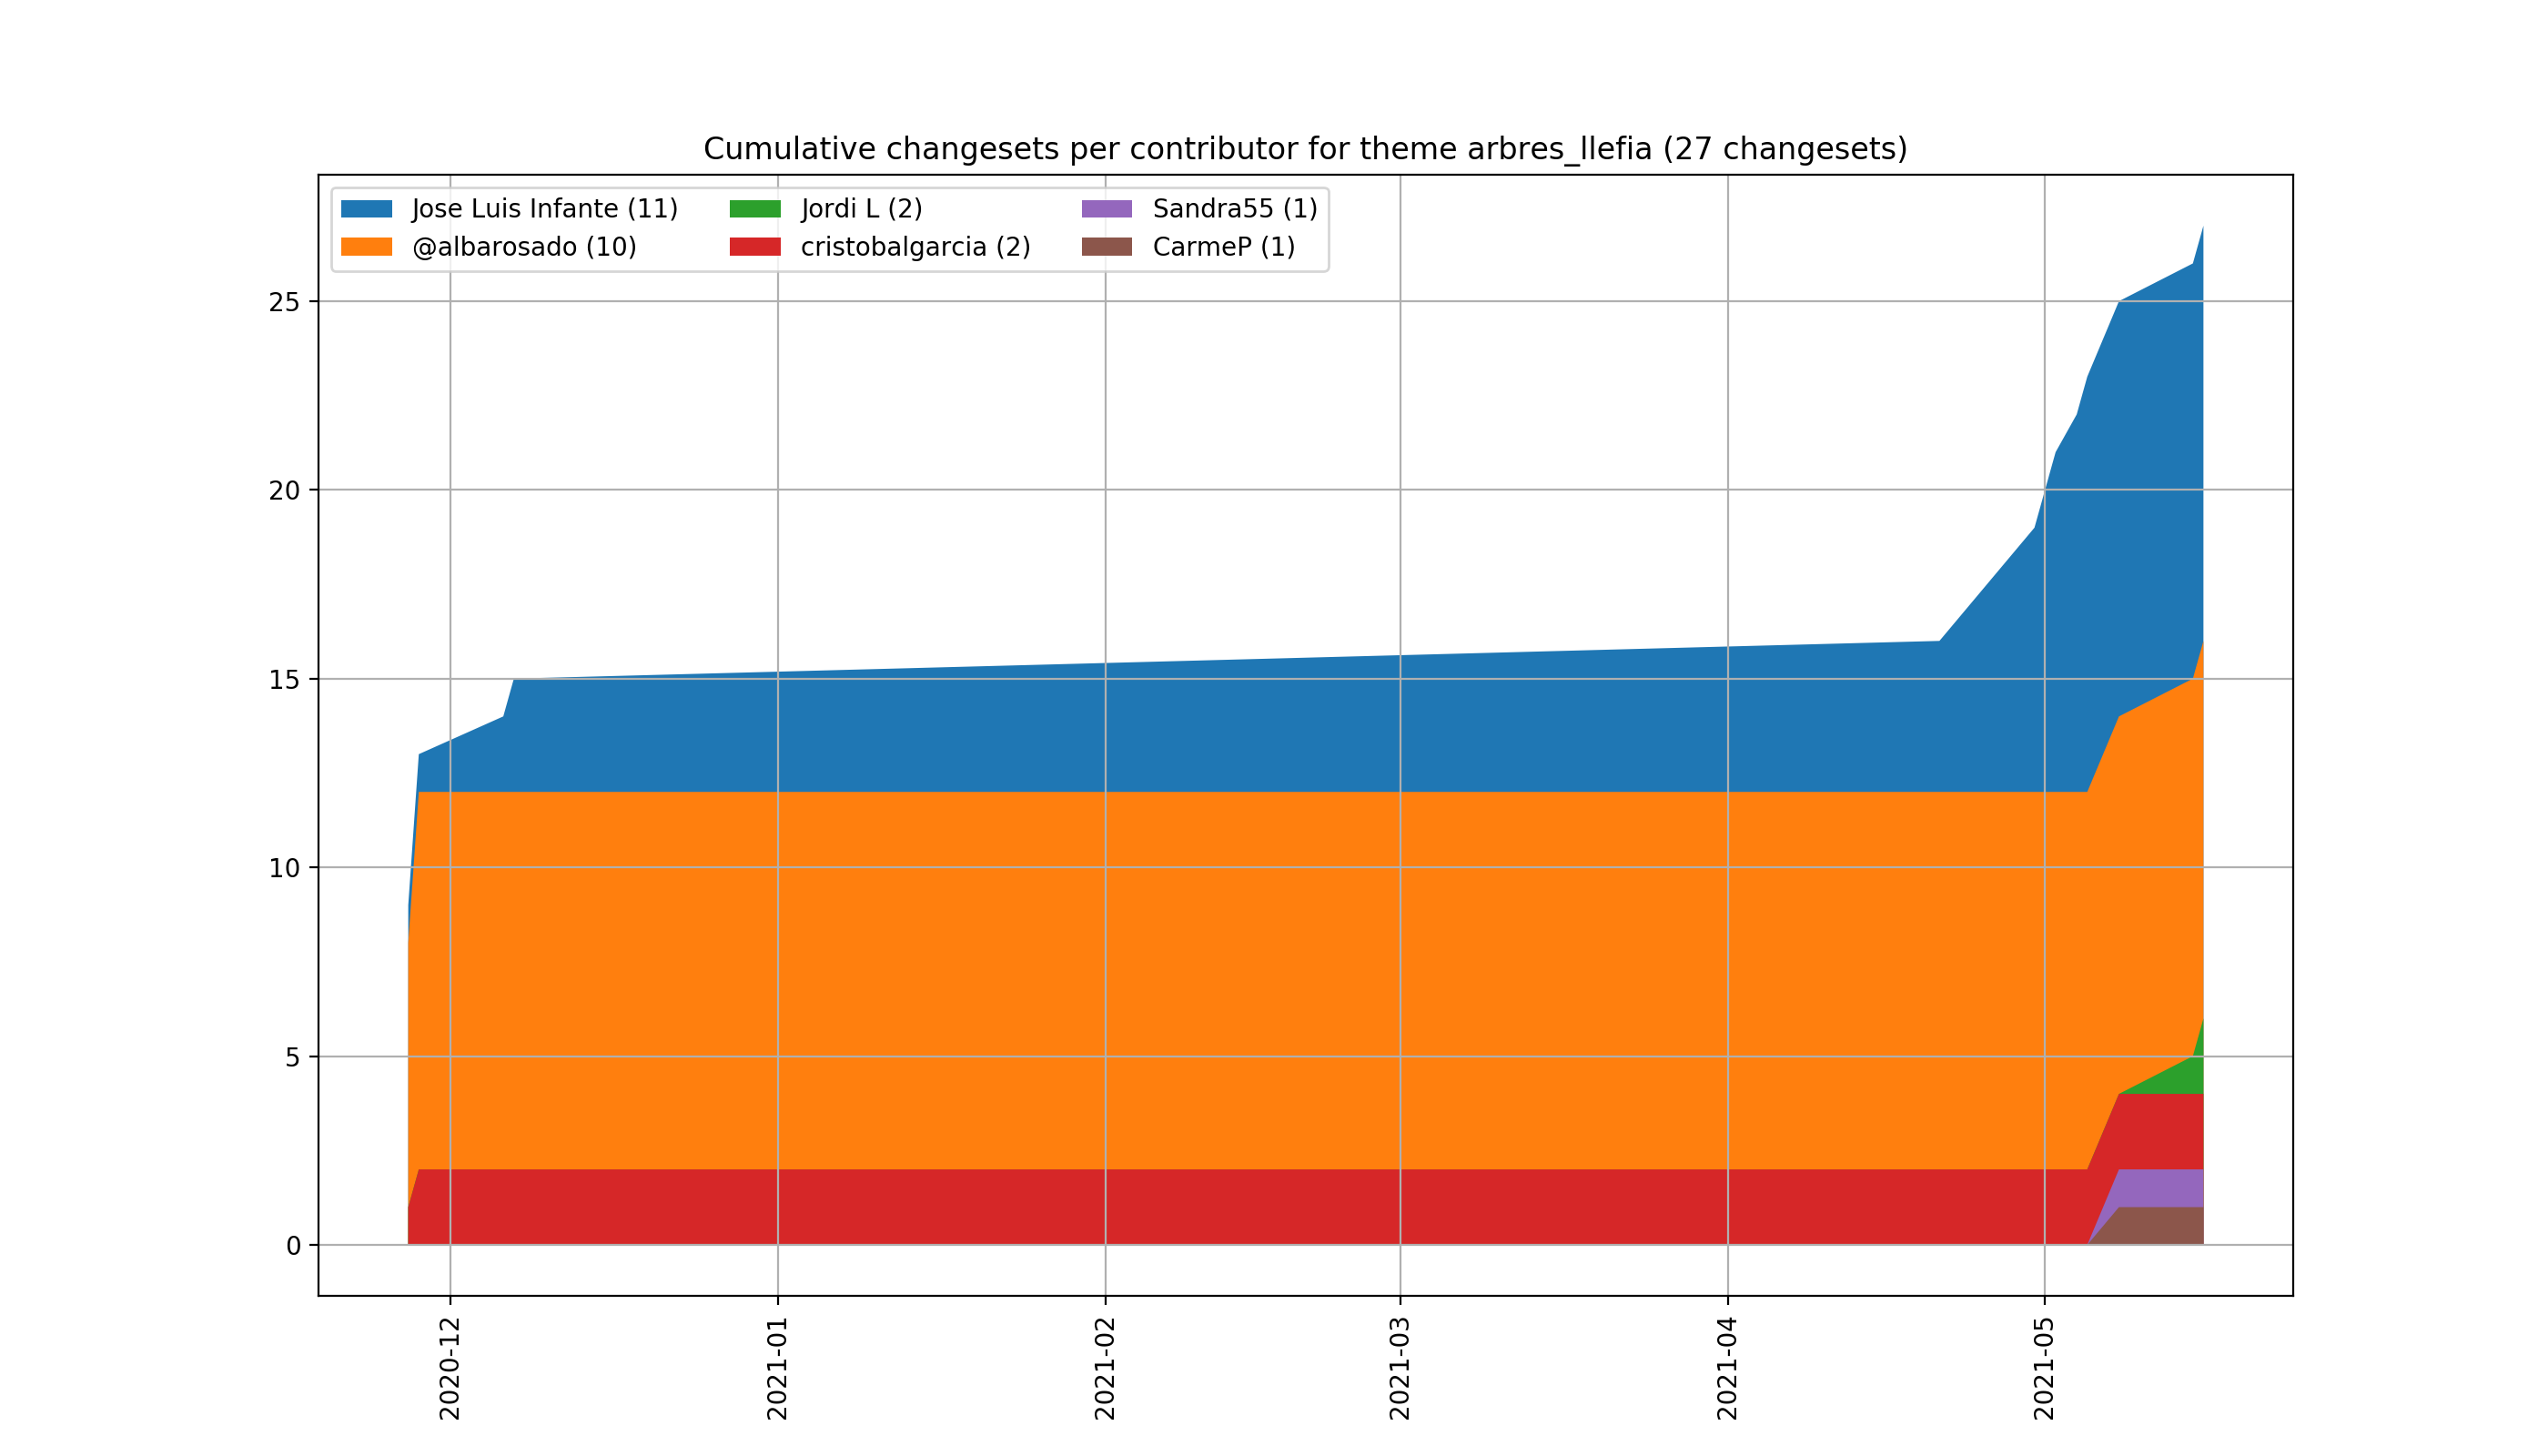 Cumulative changesets per contributor for theme arbres_llefia (27 changesets)
Jose Luis Infante (11)
@albarosado (10)
Jordi L (2)
cristobalgarcia (2)
Sandra55 (1)
CarmeP (1)
25
20
15
10
5
0
2020-12
2021-01
2021-02
2021-03
2021-04
2021-05